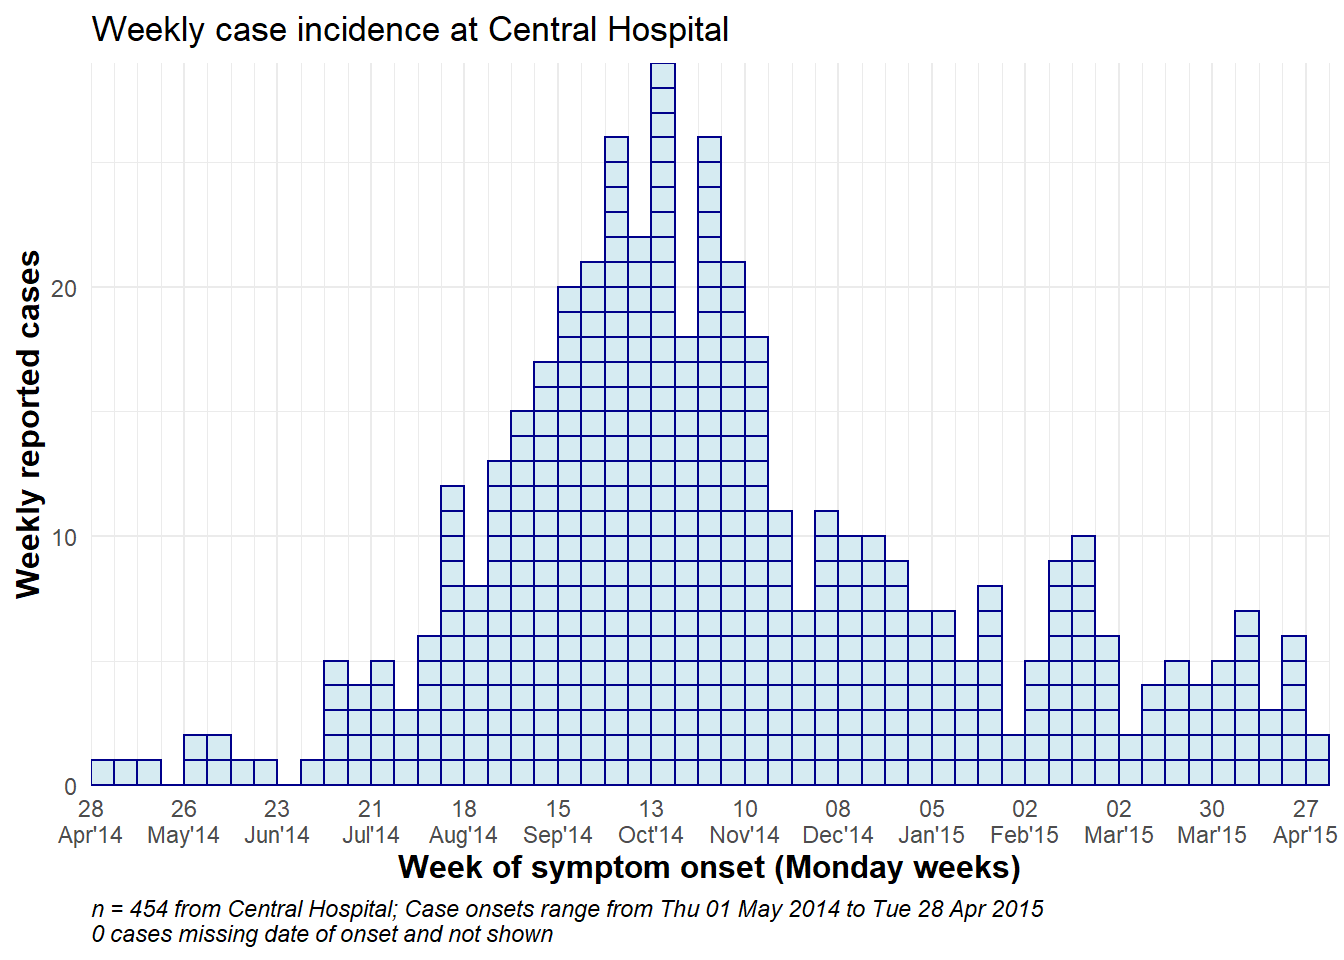 Weekly case incidence at Central Hospital
Weekly reported cases
20
10
0
28 26 23 21 18 15 13 10 08 05 02 02 30 27
Apr'14 May'14 Jun'14 Jul'14 Aug'14 Sep'14 Oct'14 Nov'14 Dec'14 Jan'15 Feb'15 Mar'15 Mar'15 Apr'15
Week of symptom onset (Monday weeks)
n = 454 from Central Hospital; Case onsets range from Thu 01 May 2014 to Tue 28 Apr 2015
0 cases missing date of onset and not shown